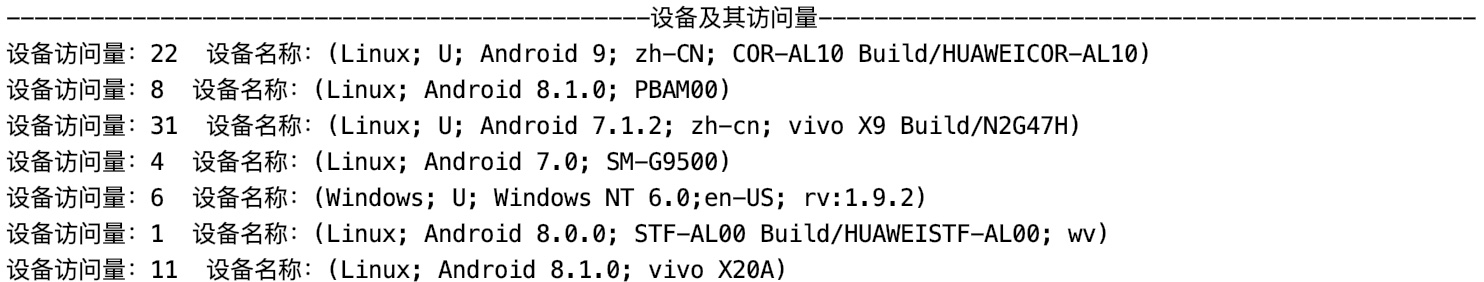 ----------------------------------------------设备及其访问量-----------------------------------------------
设备访问量：22  设备名称：(Linux; U; Android 9; zh-CN; COR-AL10 Build/HUAWEICOR-AL10)
设备访问量：8  设备名称：(Linux; Android 8.1.0; PBAM00)
设备访问量：31  设备名称：(Linux; U; Android 7.1.2; zh-cn; vivo X9 Build/N2G47H)
设备访问量：4  设备名称：(Linux; Android 7.0; SM-G9500)
设备访问量：6  设备名称：(Windows; U; Windows NT 6.0;en-US; rv:1.9.2)
设备访问量：1  设备名称：(Linux; Android 8.0.0; STF-AL00 Build/HUAWEISTF-AL00; wv)
设备访问量：11  设备名称：(Linux; Android 8.1.0; vivo X20A)